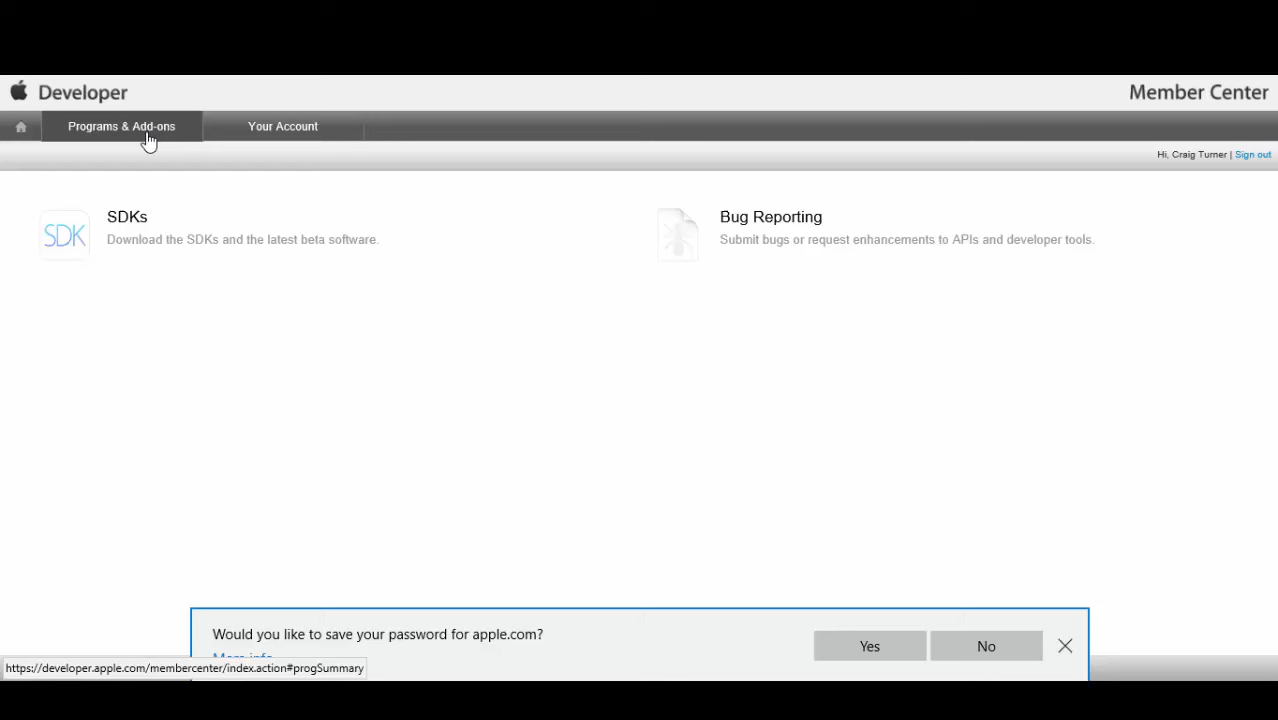 Developer
Member Center
Programs & Add-ons
Your Account
Hi, Craig Turner | Sign out
SDK
SDKs
Download the SDKs and the latest beta software.
Bug Reporting
Submit bugs or request enhancements to APIs and developer tools.
Would you like to save your password for apple.com?
More info
Yes
No
https://developer.apple.com/membercenter/index.action#progSummary